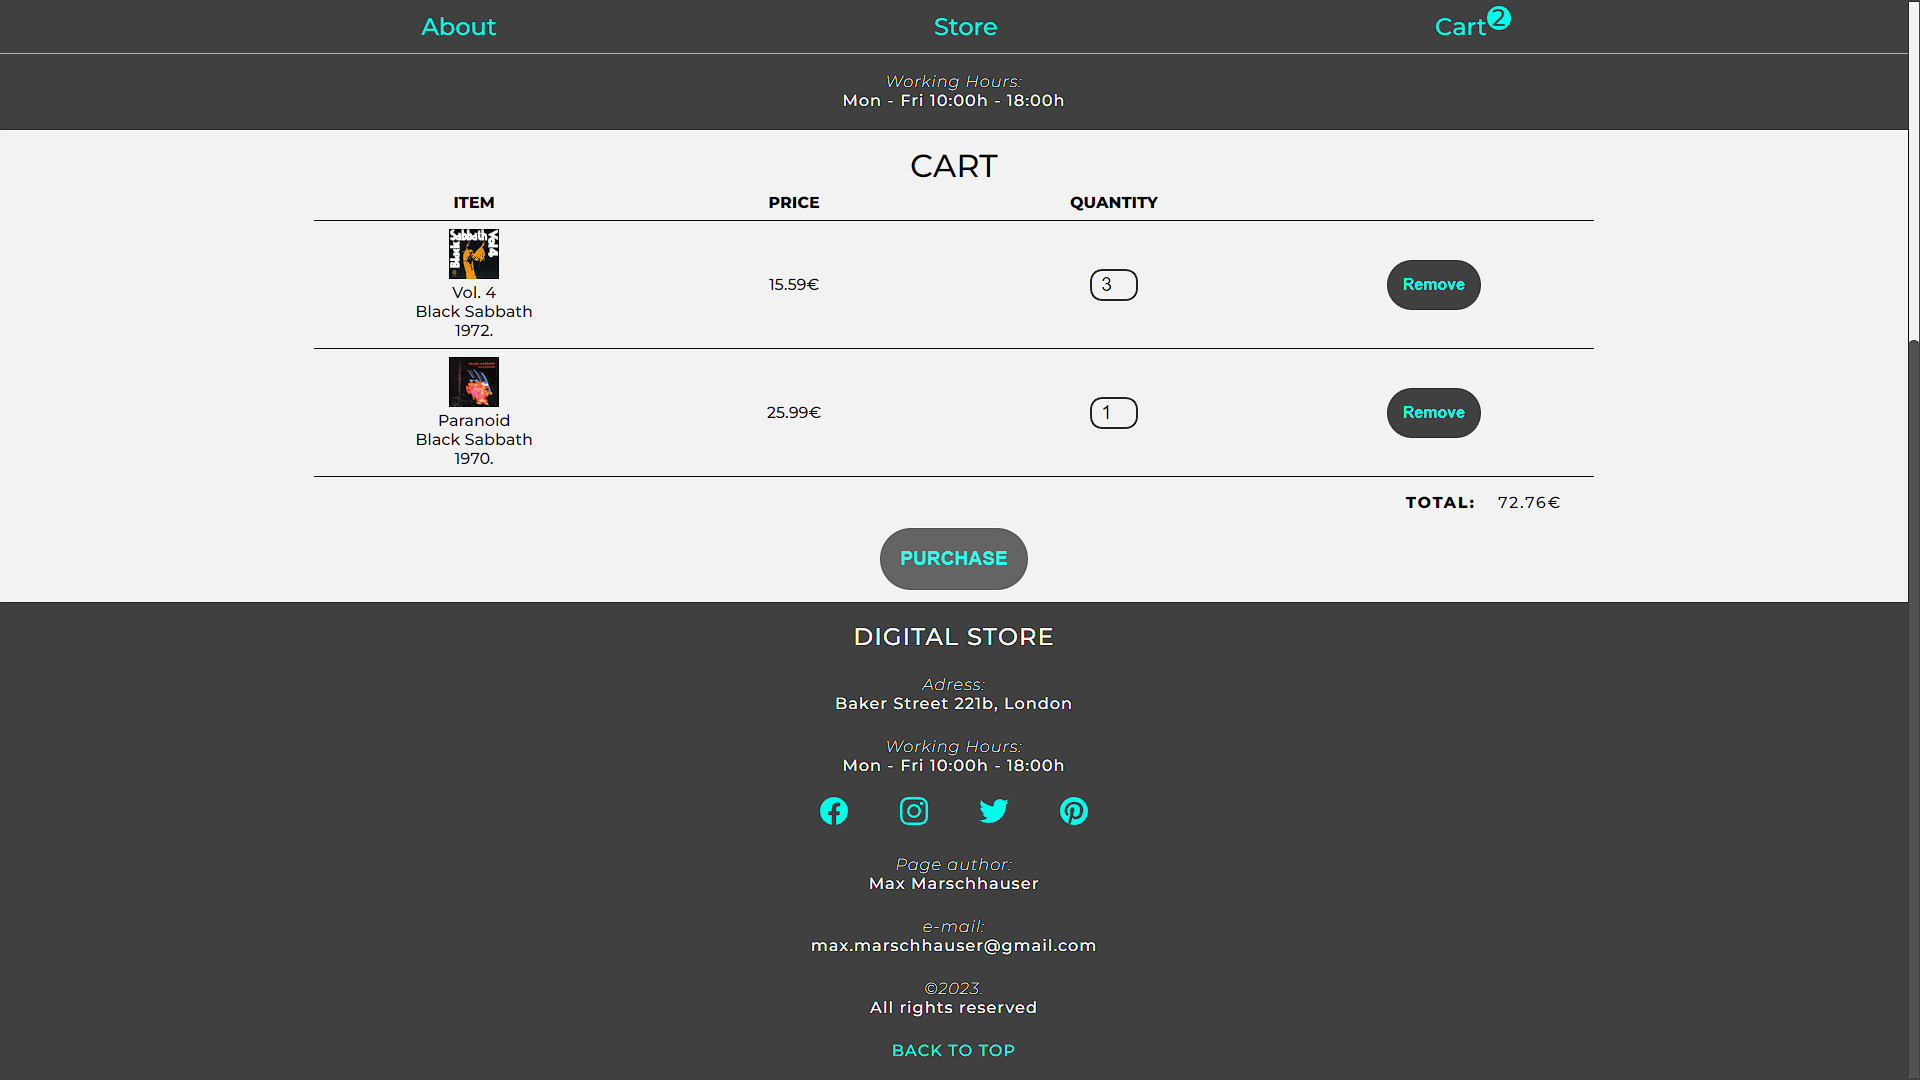 About Store Cart 2
Working Hours:
Mon - Fri 10:00h - 18:00h
CART
ITEM PRICE QUANTITY
Black Sabbath Vol 4
Vol. 4
Black Sabbath
1972.
15.59€ 3 Remove
Paranoid
Black Sabbath
1970.
25.99€ 1 Remove
TOTAL: 72.76€
PURCHASE
DIGITAL STORE
Adress:
Baker Street 221b, London
Working Hours:
Mon - Fri 10:00h - 18:00h
Page author:
Max Marschhauser
e-mail:
max.marschhauser@gmail.com
©2023.
All rights reserved
BACK TO TOP